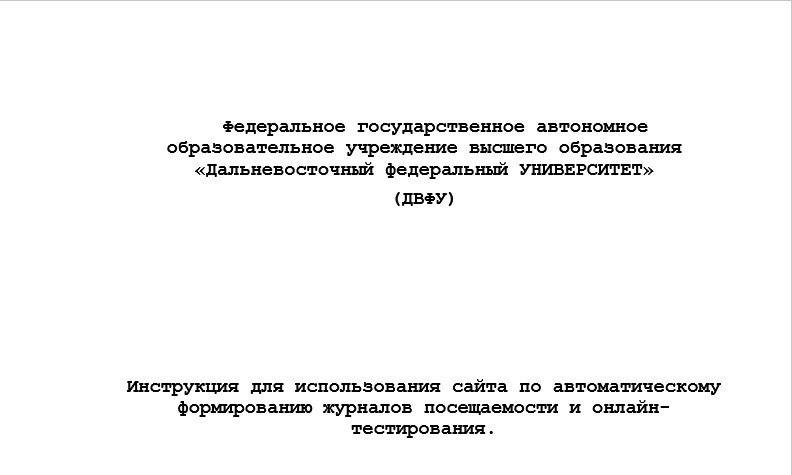 Федеральное государственное автономное
образовательное учреждение высшего образования
«Дальневосточный федеральный УНИВЕРСИТЕТ»
(ДВФУ)
Инструкция для использования сайта по автоматическому
формированию журналов посещаемости и онлайн-
тестирования.